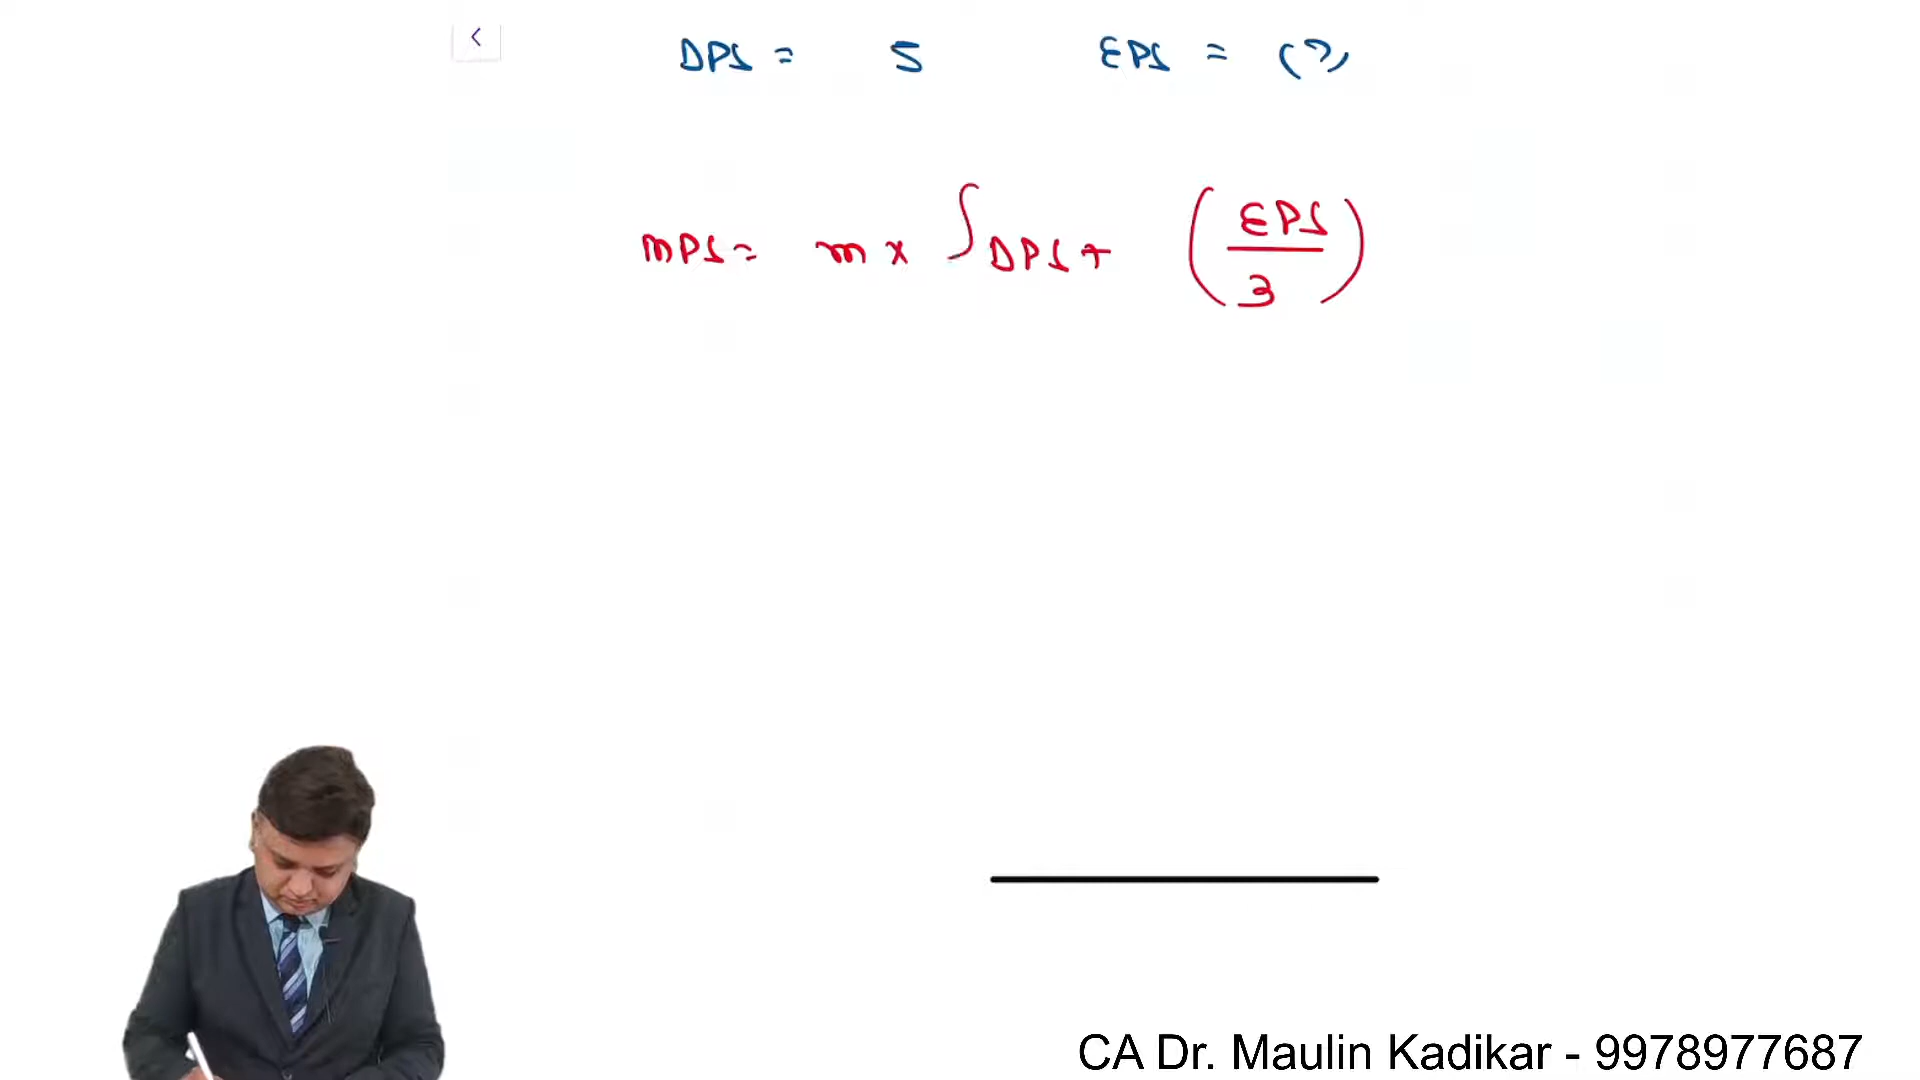 DPS = 5 EPS = (?)
MPS = m x ∫ DPS + (EPS / 3)
CA Dr. Maulin Kadikar - 9978977687